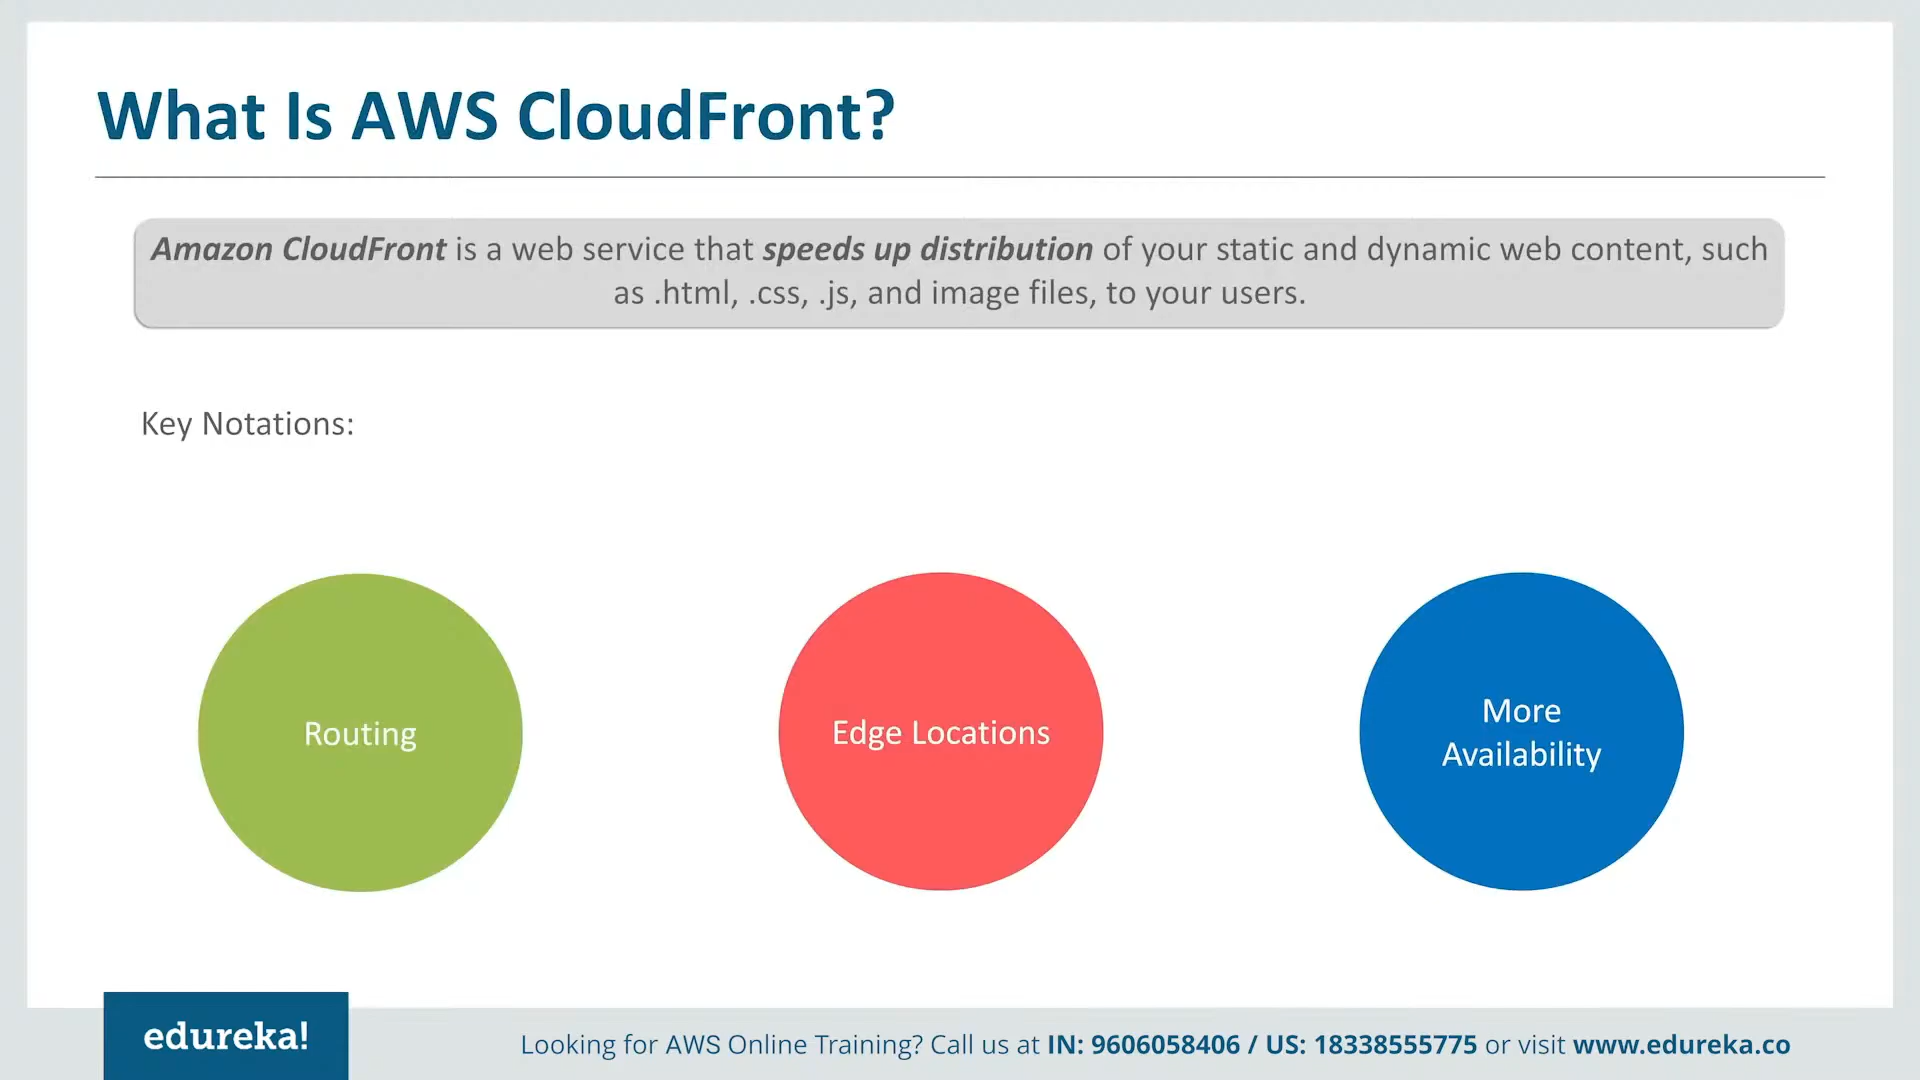 What Is AWS CloudFront?
Amazon CloudFront is a web service that speeds up distribution of your static and dynamic web content, such
as .html, .css, .js, and image files, to your users.
Key Notations:
Routing
Edge Locations
More
Availability
edureka!
Looking for AWS Online Training? Call us at IN: 9606058406 / US: 18338555775 or visit www.edureka.co